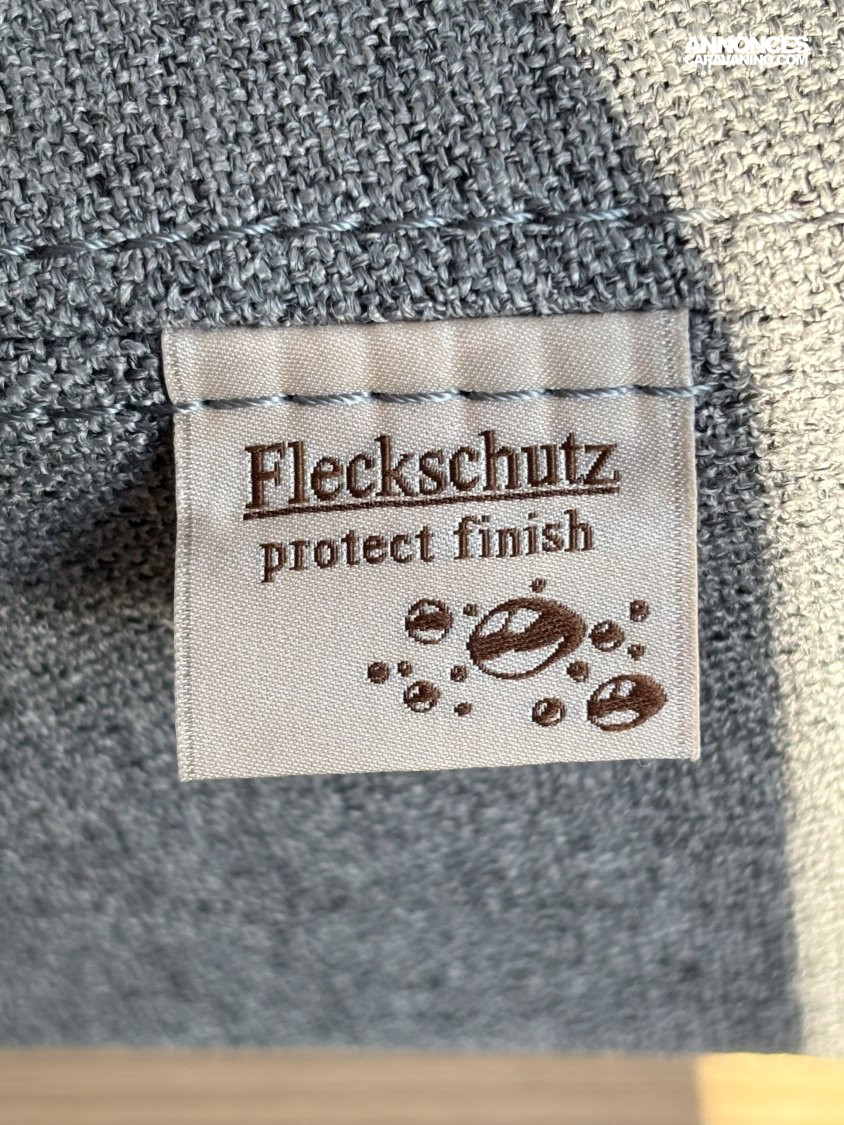 ANNONCES
CARAVANING.COM
Fleckschutz
protect finish